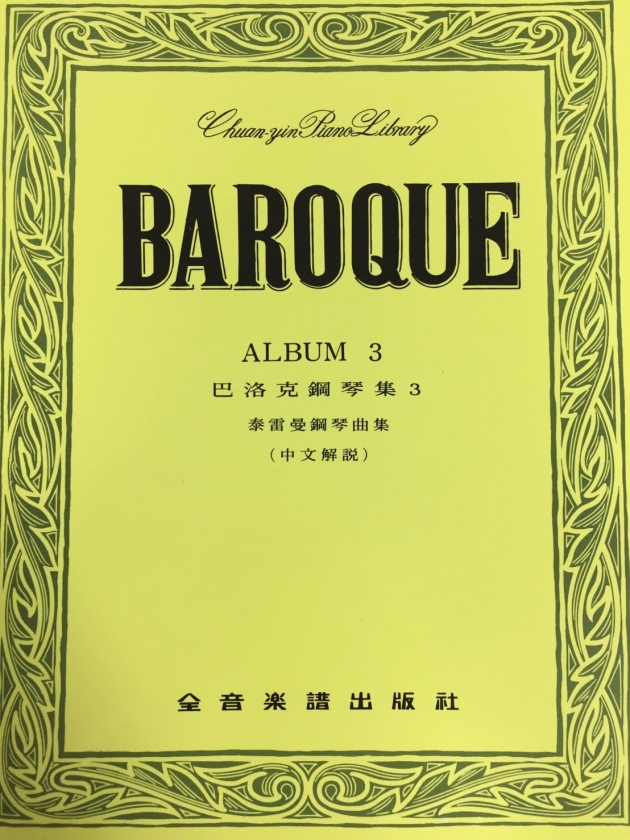 Chuan-yin Piano Library
BAROQUE
ALBUM 3
巴洛克鋼琴集3
泰雷曼鋼琴曲集
(中文解説)
全音楽譜出版社